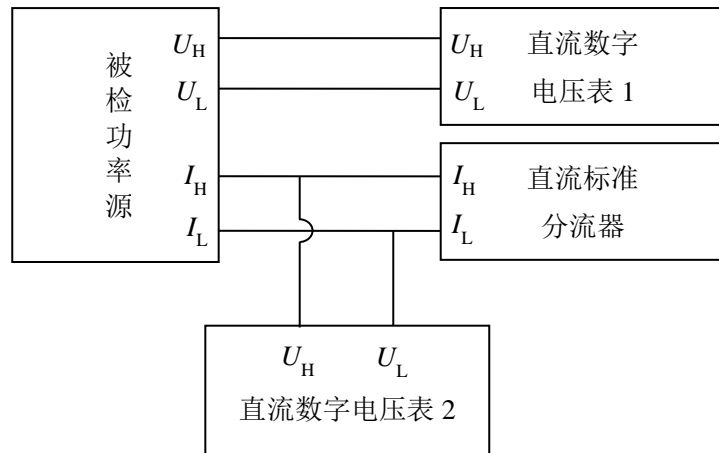 被检功率源
U_H
U_L
I_H
I_L
U_H 直流数字
U_L 电压表 1
I_H 直流标准
I_L 分流器
U_H U_L
直流数字电压表 2